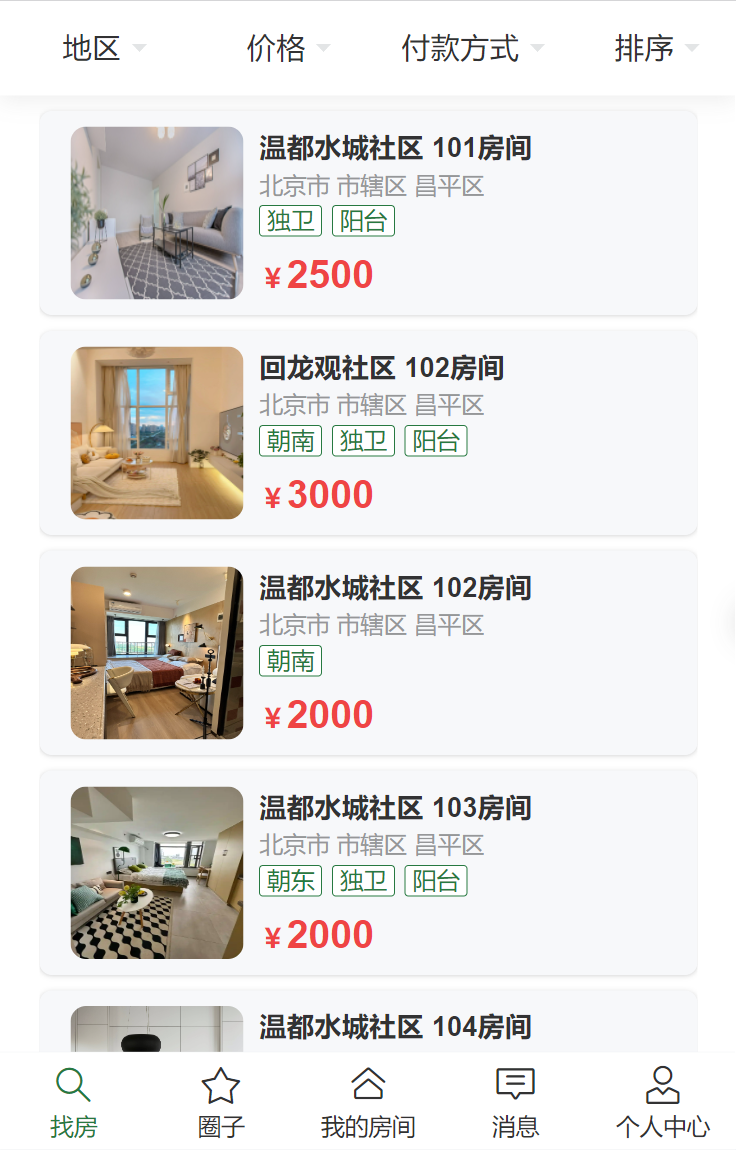 地区 价格 付款方式 排序
温都水城社区 101房间
北京市 市辖区 昌平区
独卫 阳台
￥2500
回龙观社区 102房间
北京市 市辖区 昌平区
朝南 独卫 阳台
￥3000
温都水城社区 102房间
北京市 市辖区 昌平区
朝南
￥2000
温都水城社区 103房间
北京市 市辖区 昌平区
朝东 独卫 阳台
￥2000
温都水城社区 104房间
找房 圈子 我的房间 消息 个人中心